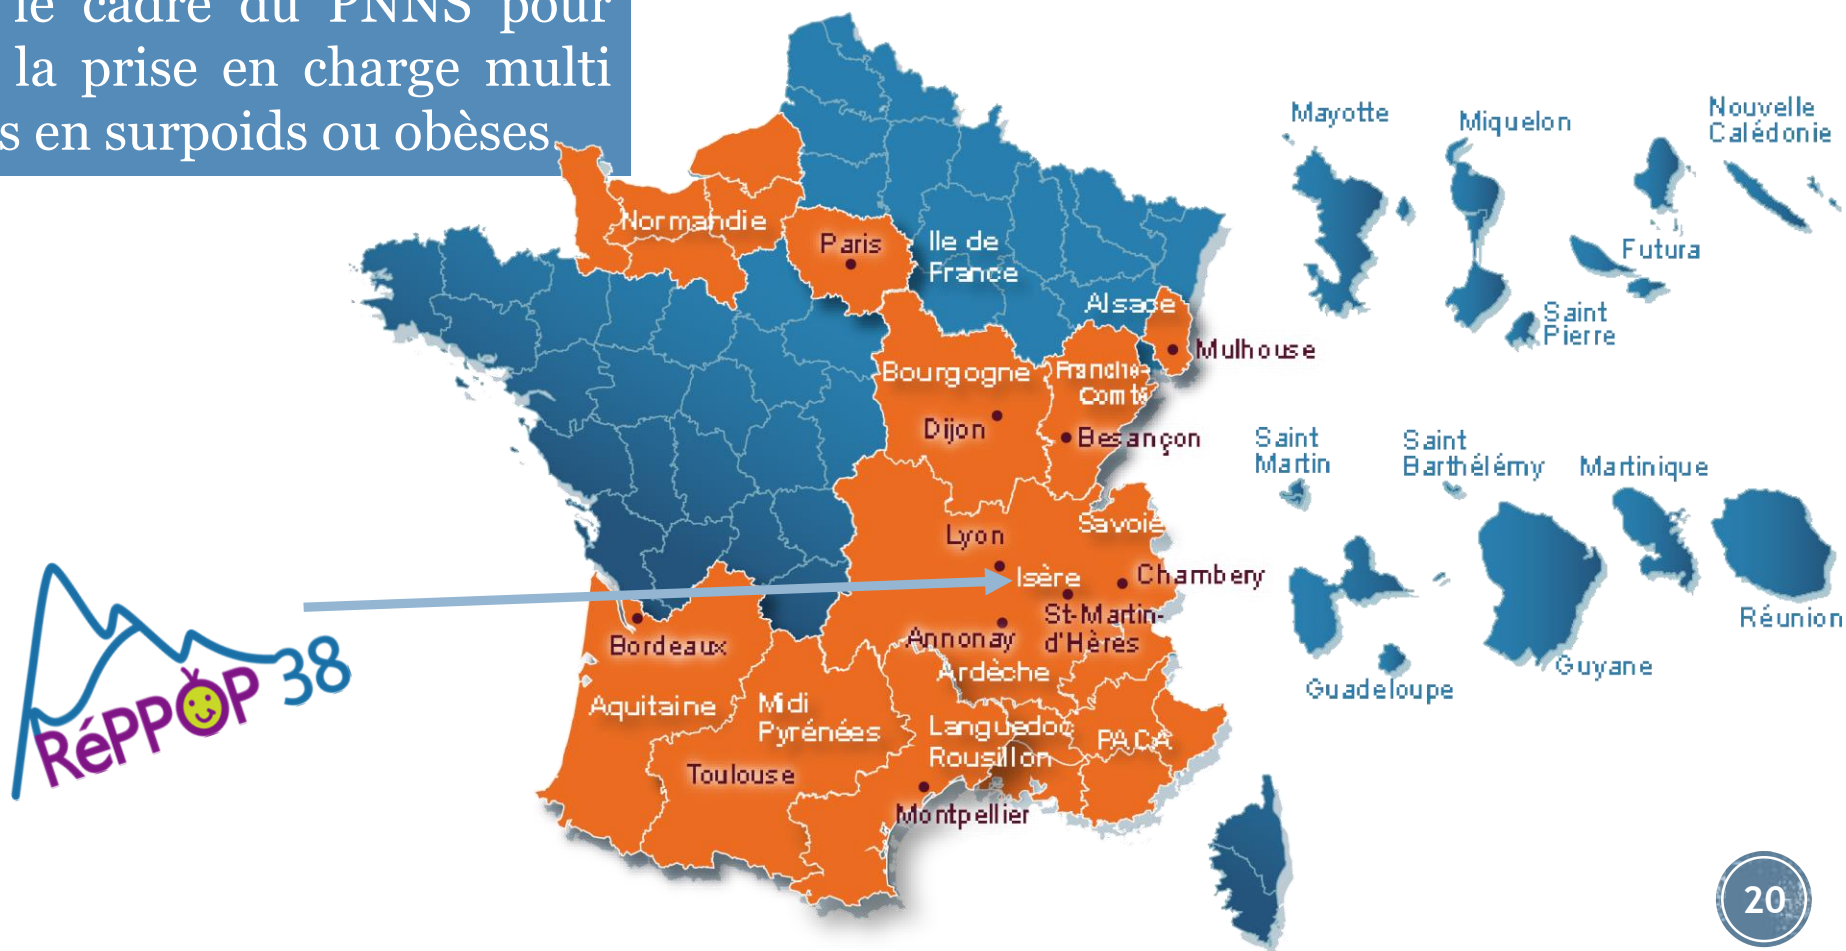 le cadre du PNNS pour
la prise en charge multi
s en surpoids ou obèses.
Mayotte
Miquelon
Nouvelle
Calédonie
Normandie
Paris
Ile de
France
Futura
Alsace
Saint
Pierre
Mulhouse
Bourgogne
Franche-
Comté
Dijon
Besançon
Saint
Martin
Saint
Barthélémy
Martinique
Savoie
Lyon
Isère
Chambery
St-Martin-
d'Hères
Annonay
Bordeaux
Ardèche
Réunion
Guyane
Guadeloupe
RéPPOP 38
Aquitaine
Midi
Pyrénées
Languedoc
Rousillon
PACA
Toulouse
Montpellier
20